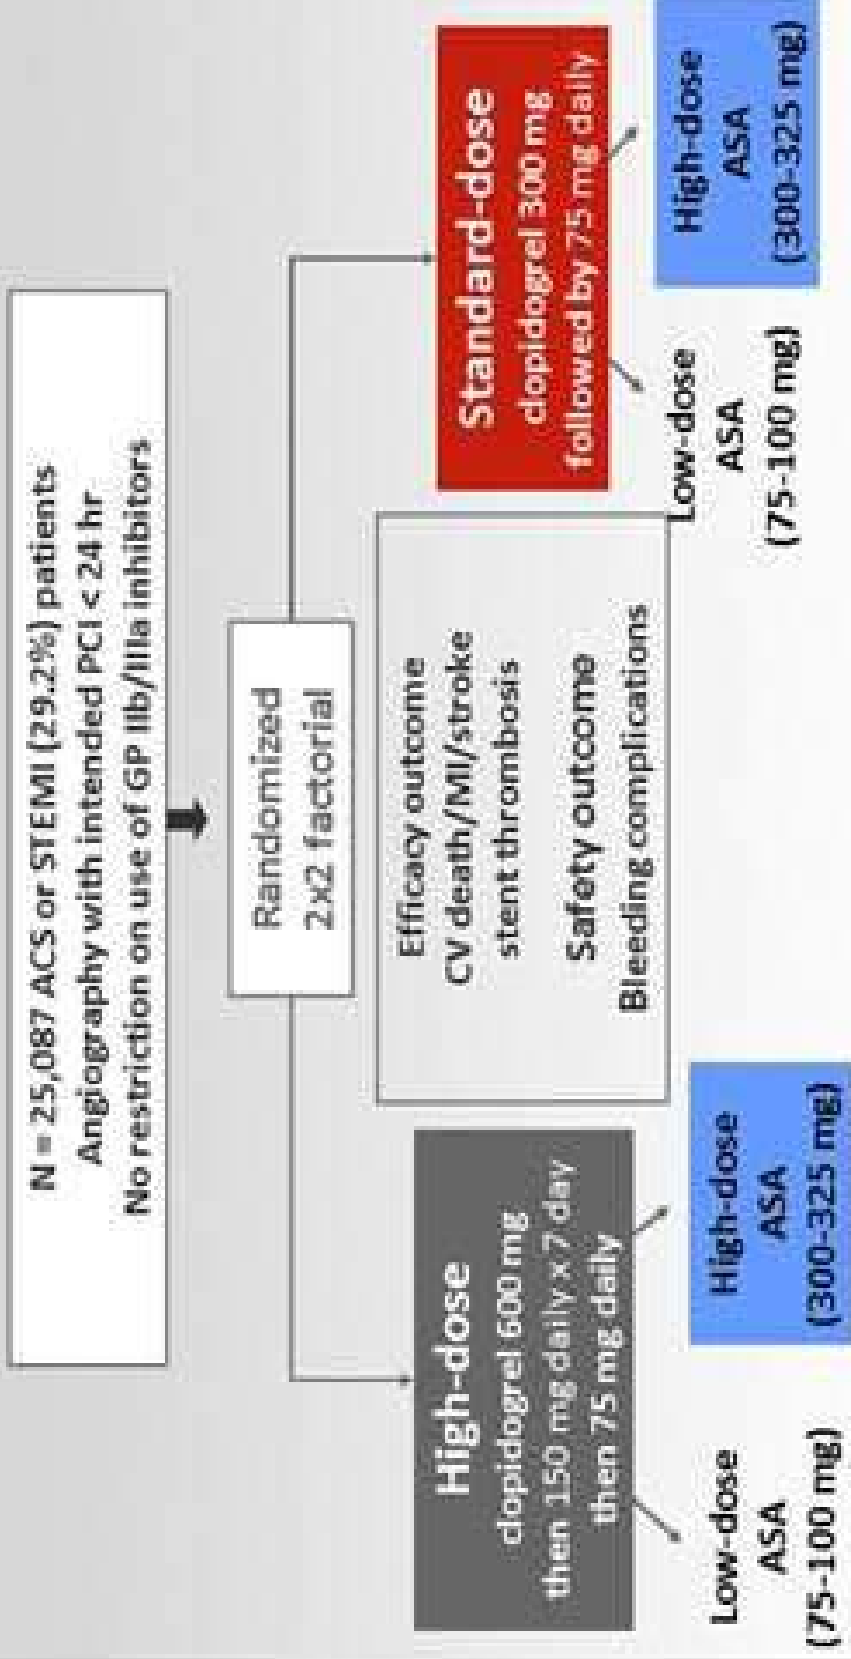 N = 25,087 ACS or STEMI (29.2%) patients
Angiography with intended PCI < 24 hr
No restriction on use of GP IIb/IIIa inhibitors
Randomized
2x2 factorial
High-dose
clopidogrel 600 mg
then 150 mg daily x 7 day
then 75 mg daily
Efficacy outcome
CV death/MI/stroke
stent thrombosis
Safety outcome
Bleeding complications
Standard-dose
clopidogrel 300 mg
followed by 75 mg daily
Low-dose
ASA
(75-100 mg)
High-dose
ASA
(300-325 mg)
Low-dose
ASA
(75-100 mg)
High-dose
ASA
(300-325 mg)